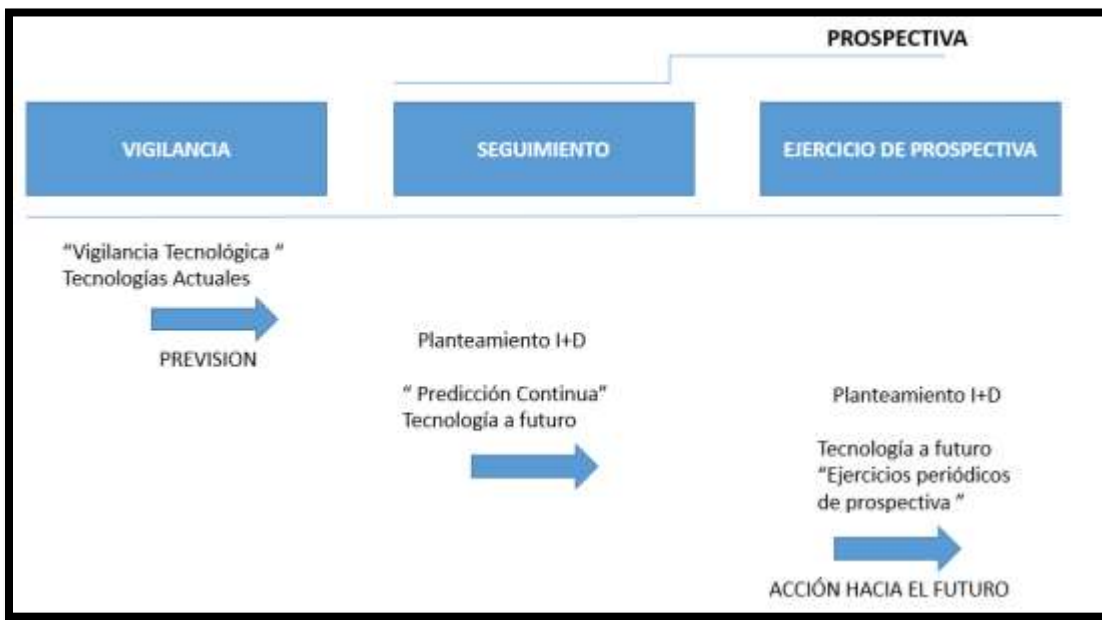 PROSPECTIVA
VIGILANCIA
SEGUIMIENTO
EJERCICIO DE PROSPECTIVA
“Vigilancia Tecnológica “
Tecnologías Actuales
PREVISION
Planteamiento I+D
“ Predicción Continua”
Tecnología a futuro
Planteamiento I+D
Tecnología a futuro
“Ejercicios periódicos
de prospectiva ”
ACCIÓN HACIA EL FUTURO